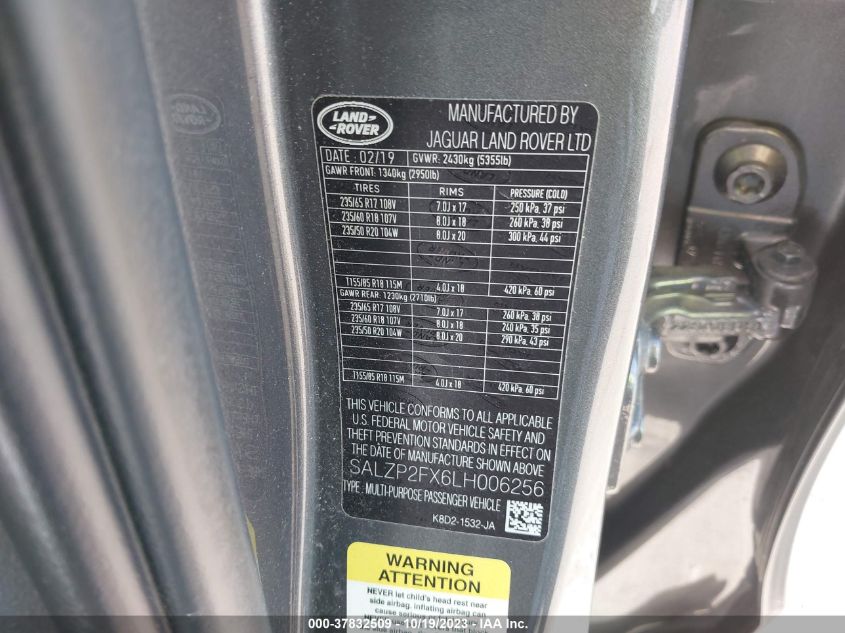 LAND-
-ROVER
MANUFACTURED BY
JAGUAR LAND ROVER LTD
DATE : 02/19 GVWR: 2430kg (5355lb)
GAWR FRONT: 1340kg (2950lb)
TIRES RIMS PRESSURE (COLD)
235/65 R17 108V 7.0J x 17 250 kPa, 37 psi
235/60 R18 107V 8.0J x 18 260 kPa, 38 psi
235/50 R20 104W 8.0J x 20 300 kPa, 44 psi
T155/85 R18 115M 4.0J x 18 420 kPa, 60 psi
GAWR REAR: 1230kg (2710lb)
235/65 R17 108V 7.0J x 17 260 kPa, 38 psi
235/60 R18 107V 8.0J x 18 240 kPa, 35 psi
235/50 R20 104W 8.0J x 20 290 kPa, 43 psi
T155/85 R18 115M 4.0J x 18 420 kPa, 60 psi
THIS VEHICLE CONFORMS TO ALL APPLICABLE
U.S. FEDERAL MOTOR VEHICLE SAFETY AND
THEFT PREVENTION STANDARDS IN EFFECT ON
THE DATE OF MANUFACTURE SHOWN ABOVE
SALZP2FX6LH006256
TYPE : MULTI-PURPOSE PASSENGER VEHICLE
K8D2-1532-JA
WARNING
ATTENTION
NEVER let child's head rest near
side airbag, inflating airbag can
cause serious
000-37832509 - 10/19/2023 - IAA Inc.